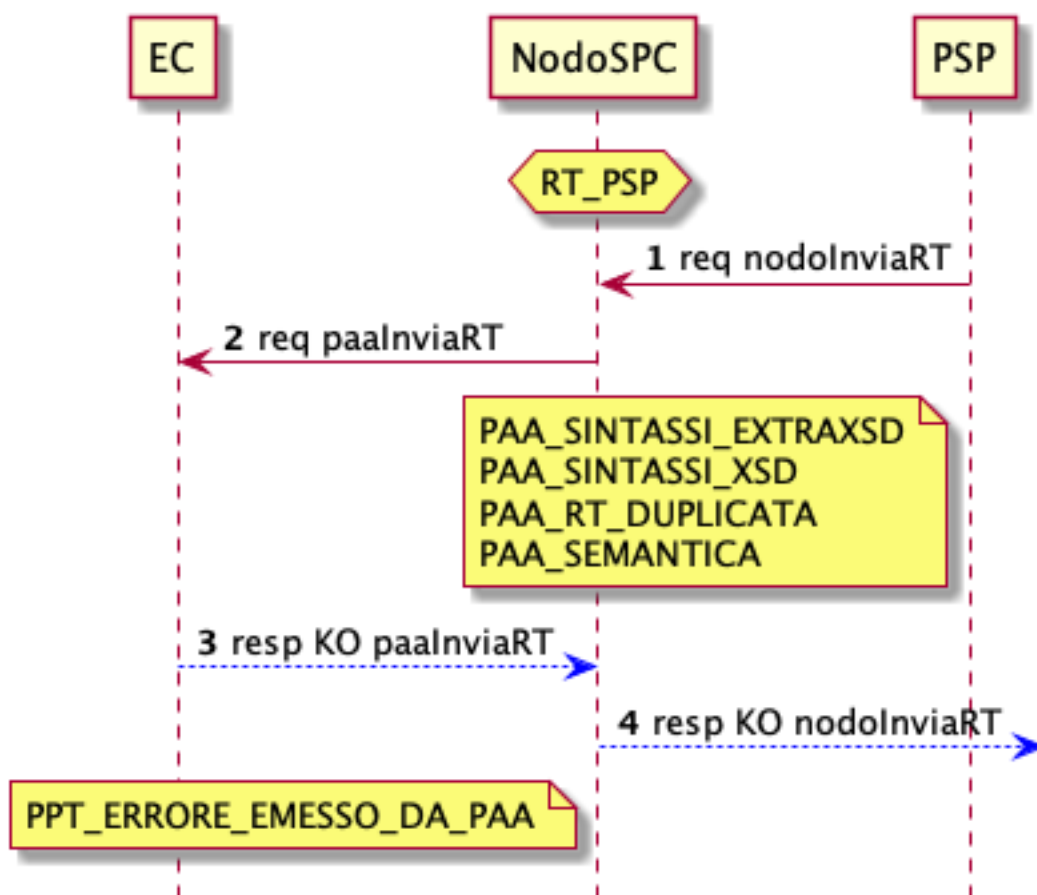 EC
NodoSPC
PSP
RT_PSP
1 req nodoInviaRT
2 req paaInviaRT
PAA_SINTASSI_EXTRAXSD
PAA_SINTASSI_XSD
PAA_RT_DUPLICATA
PAA_SEMANTICA
3 resp KO paaInviaRT
4 resp KO nodoInviaRT
PPT_ERRORE_EMESSO_DA_PAA